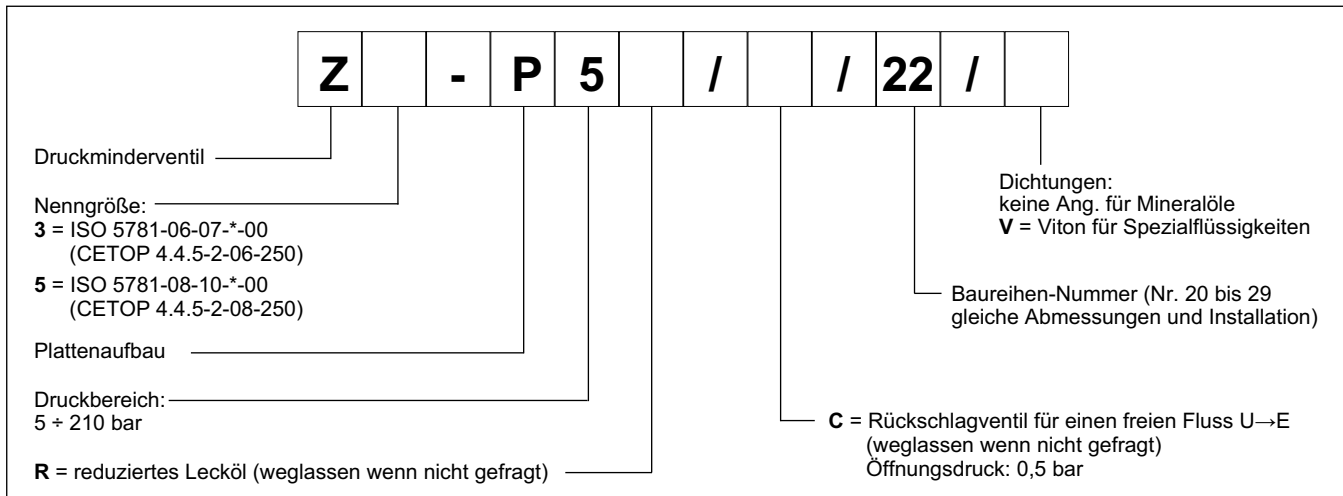 Z - P 5 / / 22 /
Druckminderventil
Nenngröße:
3 = ISO 5781-06-07-*-00
(CETOP 4.4.5-2-06-250)
5 = ISO 5781-08-10-*-00
(CETOP 4.4.5-2-08-250)
Plattenaufbau
Druckbereich:
5 ÷ 210 bar
R = reduziertes Lecköl (weglassen wenn nicht gefragt)
Dichtungen:
keine Ang. für Mineralöle
V = Viton für Spezialflüssigkeiten
Baureihen-Nummer (Nr. 20 bis 29
gleiche Abmessungen und Installation)
C = Rückschlagventil für einen freien Fluss U→E
(weglassen wenn nicht gefragt)
Öffnungsdruck: 0,5 bar